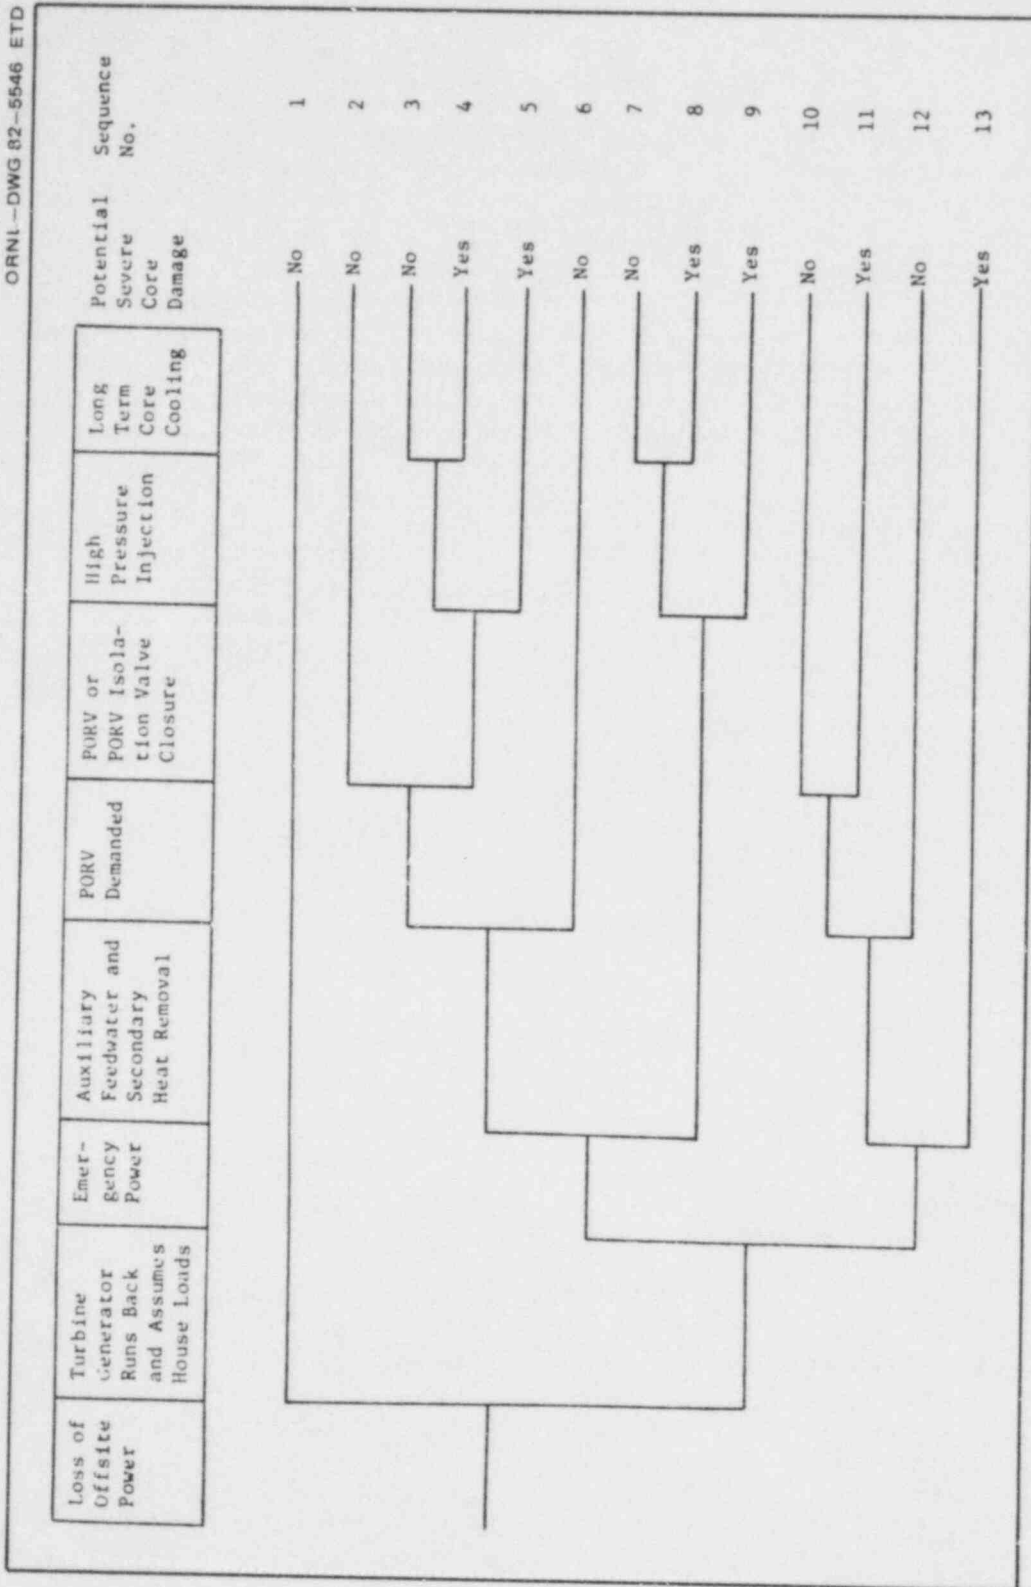 ORNL—DWG 82–5546 ETD
Loss of
Offsite
Power
Turbine
Generator
Runs Back
and Assumes
House Loads
Emer-
gency
Power
Auxiliary
Feedwater and
Secondary
Heat Removal
PORV
Demanded
PORV or
PORV Isola-
tion Valve
Closure
High
Pressure
Injection
Long
Term
Core
Cooling
Potential
Severe
Core
Damage
Sequence
No.
No 1
No 2
No 3
Yes 4
Yes 5
No 6
No 7
Yes 8
Yes 9
No 10
Yes 11
No 12
Yes 13